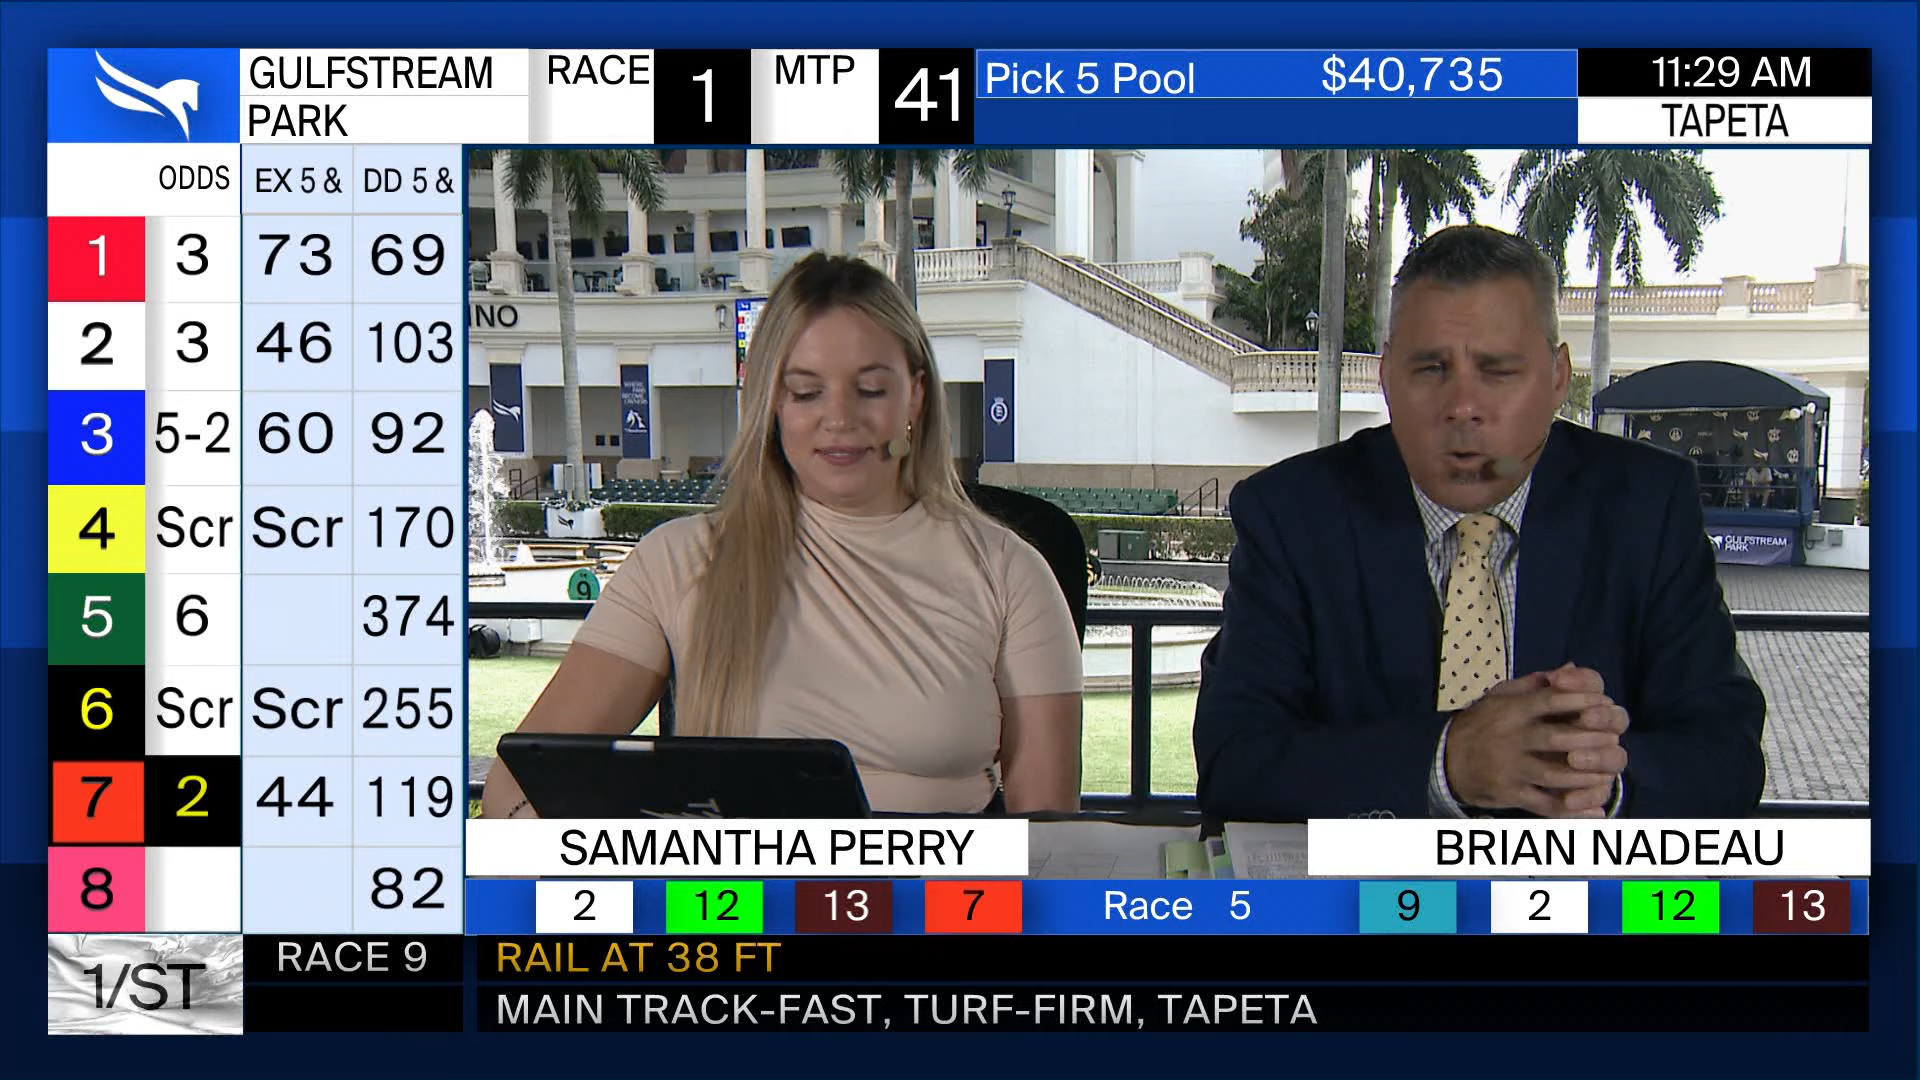 GULFSTREAM
PARK
RACE 1 MTP 41
Pick 5 Pool $40,735
11:29 AM
TAPETA
ODDS EX 5 & DD 5 &
1 3 73 69
2 3 46 103
3 5-2 60 92
4 Scr Scr 170
5 6 374
6 Scr Scr 255
7 2 44 119
8 82
INO
9
GULFSTREAM
PARK
SAMANTHA PERRY BRIAN NADEAU
2 12 13 7 Race 5 9 2 12 13
1/ST
RACE 9 RAIL AT 38 FT
MAIN TRACK-FAST, TURF-FIRM, TAPETA